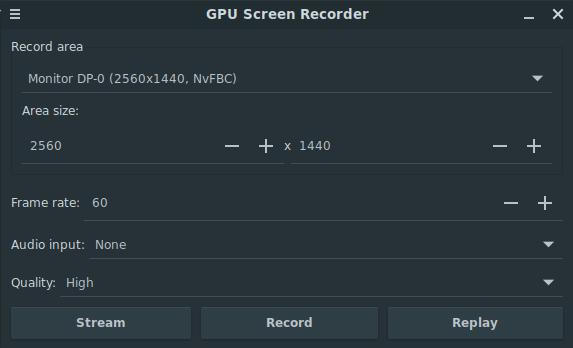 GPU Screen Recorder
Record area
Monitor DP-0 (2560x1440, NvFBC)
Area size:
2560 x 1440
Frame rate: 60
Audio input: None
Quality: High
Stream Record Replay